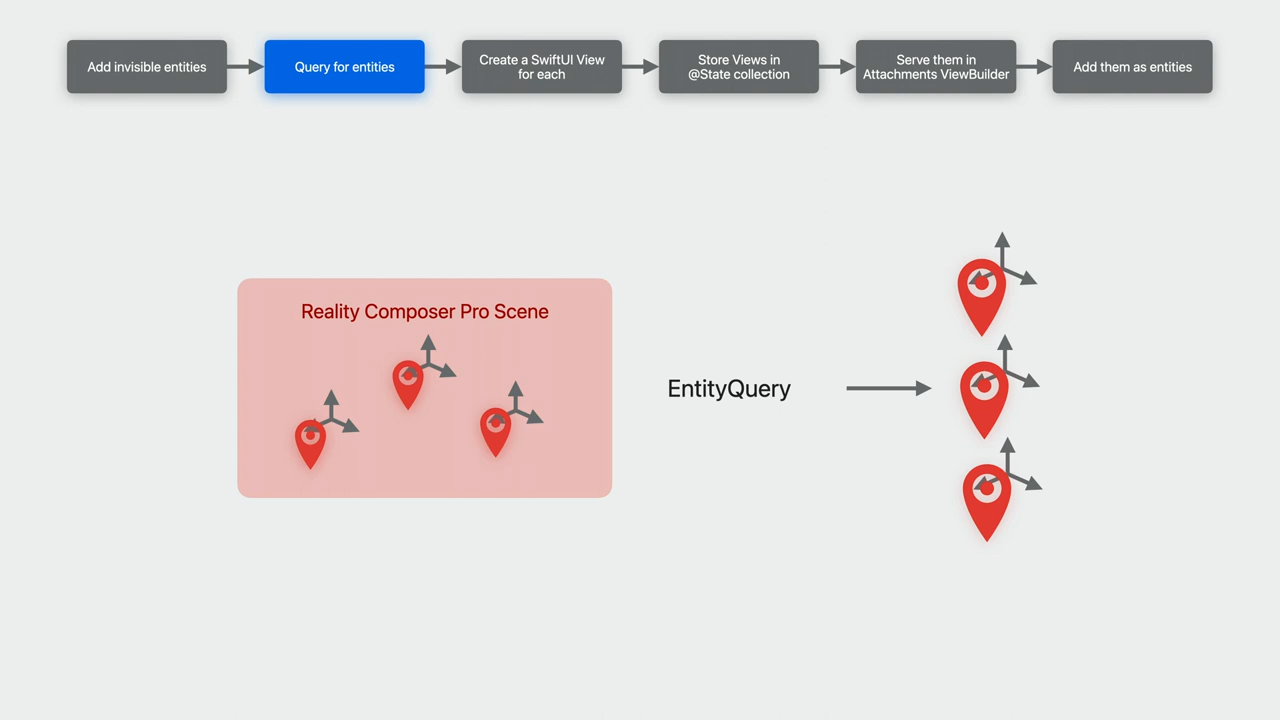 Add invisible entities
Query for entities
Create a SwiftUI View
for each
Store Views in
@State collection
Serve them in
Attachments ViewBuilder
Add them as entities
Reality Composer Pro Scene
EntityQuery